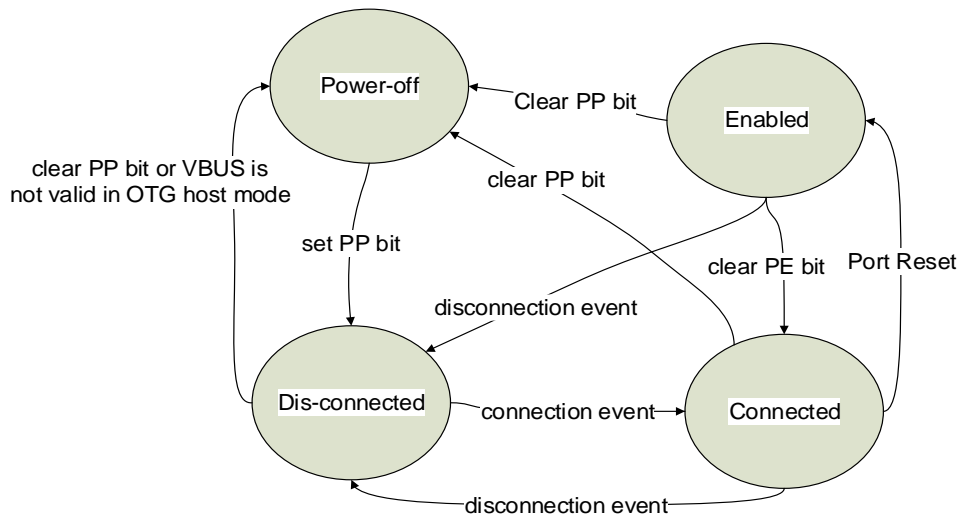 Power-off
Enabled
Clear PP bit
clear PP bit or VBUS is
not valid in OTG host mode
clear PP bit
set PP bit
clear PE bit
Port Reset
disconnection event
Dis-connected
connection event
Connected
disconnection event